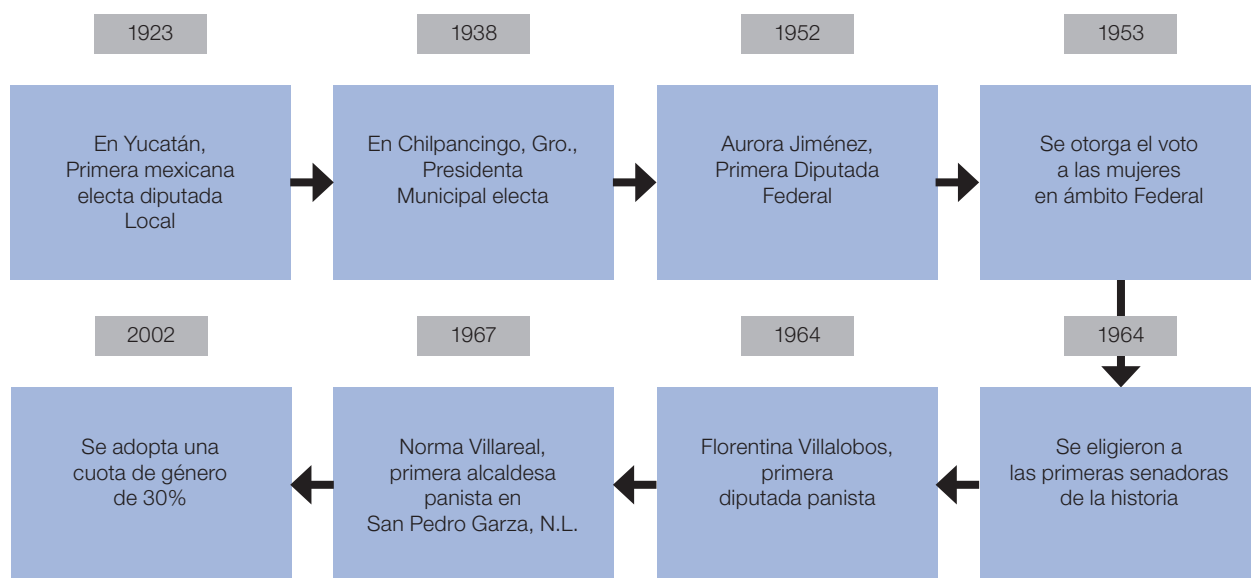 1923
En Yucatán,
Primera mexicana
electa diputada
Local
1938
En Chilpancingo, Gro.,
Presidenta
Municipal electa
1952
Aurora Jiménez,
Primera Diputada
Federal
1953
Se otorga el voto
a las mujeres
en ámbito Federal
1964
Se eligieron a
las primeras senadoras
de la historia
1964
Florentina Villalobos,
primera
diputada panista
1967
Norma Villareal,
primera alcaldesa
panista en
San Pedro Garza, N.L.
2002
Se adopta una
cuota de género
de 30%